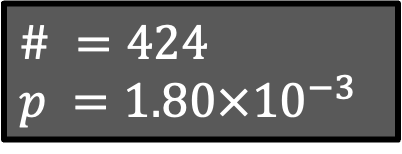 # = 424
p = 1.80×10⁻³